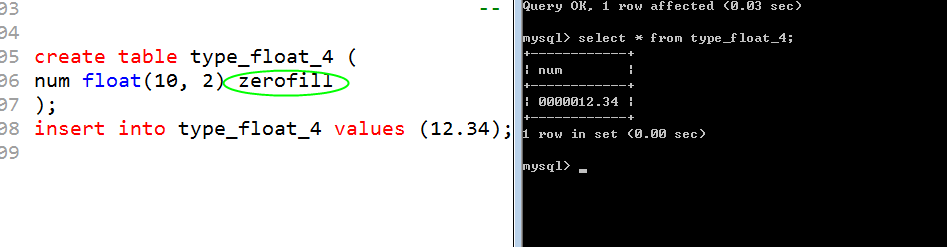 03 --
04
05 create table type_float_4 (
06 num float(10, 2) zerofill
07 );
08 insert into type_float_4 values (12.34);
09
Query OK, 1 row affected (0.03 sec)
mysql> select * from type_float_4;
+------------+
| num        |
+------------+
| 0000012.34 |
+------------+
1 row in set (0.00 sec)
mysql> _